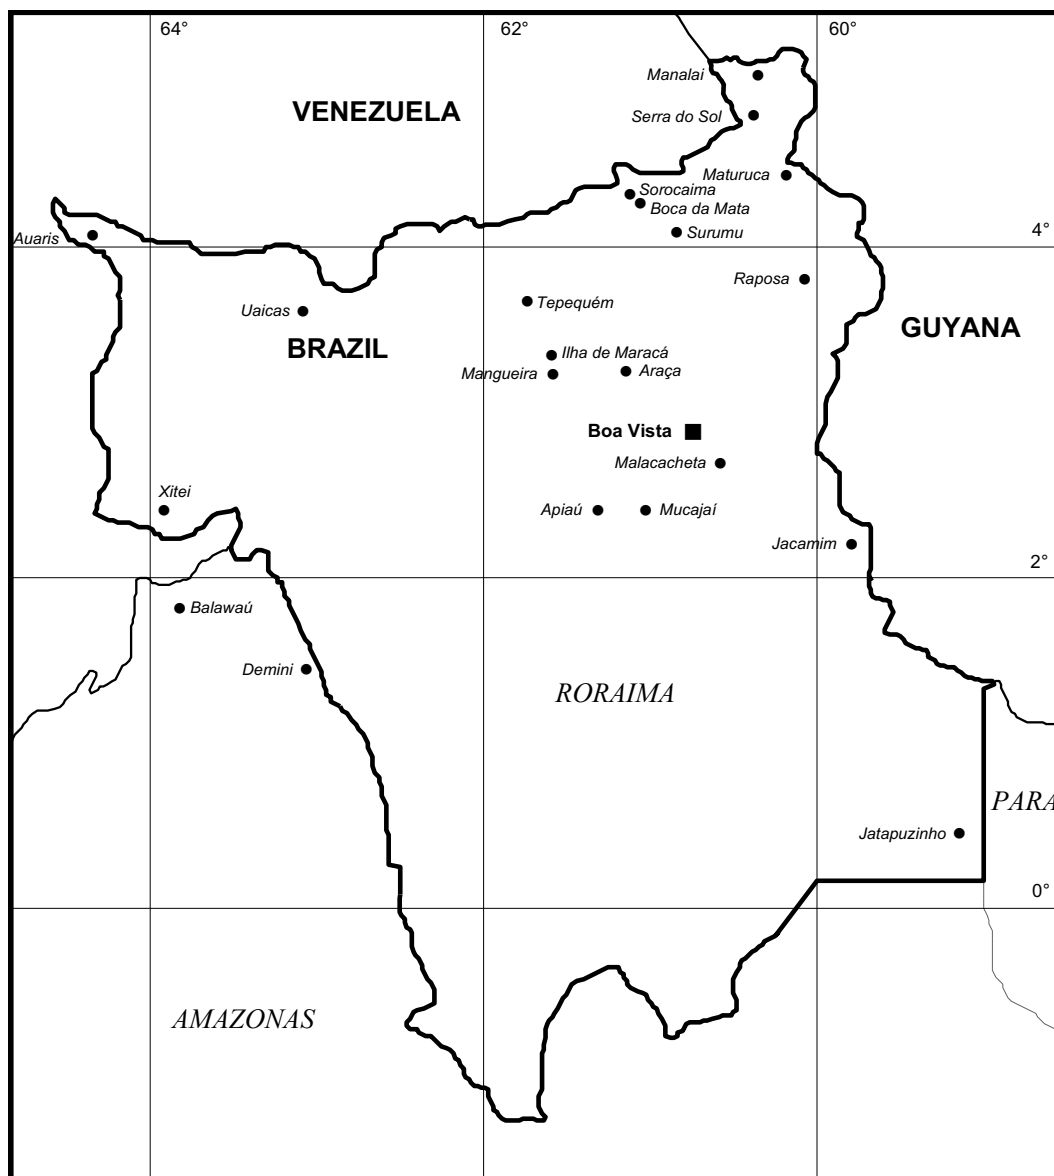 64°
62°
60°
Manalai
VENEZUELA
Serra do Sol
Maturuca
Sorocaima
Boca da Mata
Surumu
4°
Auaris
Raposa
Uaicas
Tepequém
GUYANA
BRAZIL
Ilha de Maracá
Mangueira
Araça
Boa Vista
Malacacheta
Xitei
Apiaú
Mucajaí
Jacamim
2°
Balawaú
Demini
RORAIMA
PARA
Jatapuzinho
0°
AMAZONAS